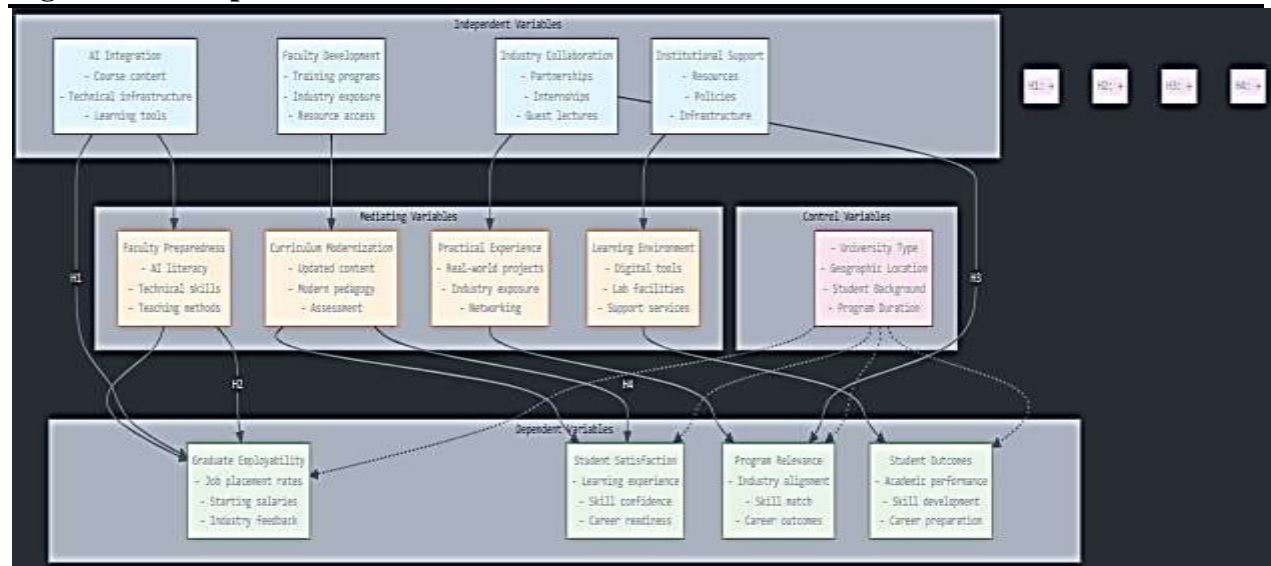 Independent Variables
AI Integration
- Course content
- Technical infrastructure
- Learning tools
Faculty Development
- Training programs
- Industry exposure
- Resource access
Industry Collaboration
- Partnerships
- Internships
- Guest lectures
Institutional Support
- Resources
- Policies
- Infrastructure
H1: +
H2: +
H3: +
H4: +
Mediating Variables
Faculty Preparedness
- AI literacy
- Technical skills
- Teaching methods
Curriculum Modernization
- Updated content
- Modern pedagogy
- Assessment
Practical Experience
- Real-world projects
- Industry exposure
- Networking
Learning Environment
- Digital tools
- Lab facilities
- Support services
Control Variables
- University Type
- Geographic Location
- Student Background
- Program Duration
H1
H3
H2
H4
Dependent Variables
Graduate Employability
- Job placement rates
- Starting salaries
- Industry feedback
Student Satisfaction
- Learning experience
- Skill confidence
- Career readiness
Program Relevance
- Industry alignment
- Skill match
- Career outcomes
Student Outcomes
- Academic performance
- Skill development
- Career preparation